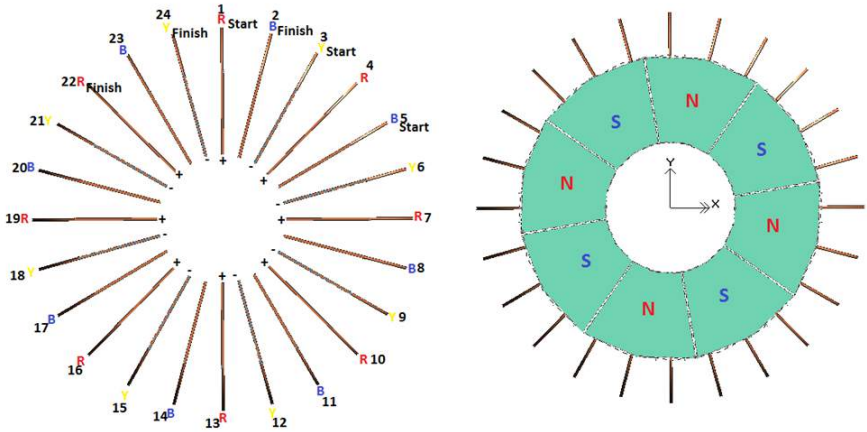 1
R Start
2
B Finish
3
Y Start
4
R
B 5
Start
Y 6
R 7
B 8
Y 9
R 10
B
11
Y
12
13 R
14 B
Y
15
R
16
B
17
Y
18
19 R
20 B
21 Y
22 R
Finish
23
B
24
Y
Finish
+
-
+
-
+
-
+
-
+
-
+
-
+
-
+
-
N
S
N
S
N
S
N
S
Y
X